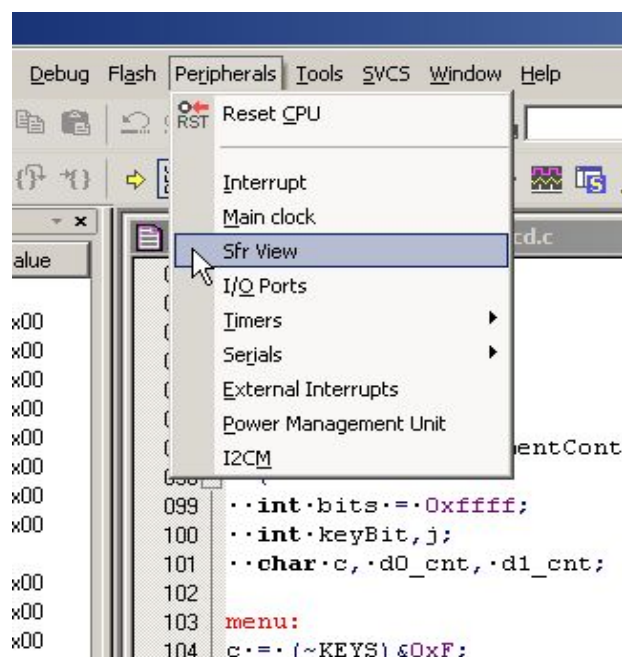 Debug Flash Peripherals Tools SVCS Window Help
RST Reset CPU
Interrupt
Main clock
cd.c
Sfr View
alue
I/O Ports
x00
Timers
x00
Serials
x00
External Interrupts
x00
Power Management Unit
x00
entCont
I2CM
x00
098
x00
099 ··int·bits·=·0xffff;
x00
100 ··int·keyBit,j;
101 ··char·c,·d0_cnt,·d1_cnt;
x00
102
x00
103 menu:
x00
104 c·=·(~KEYS)&0xF;